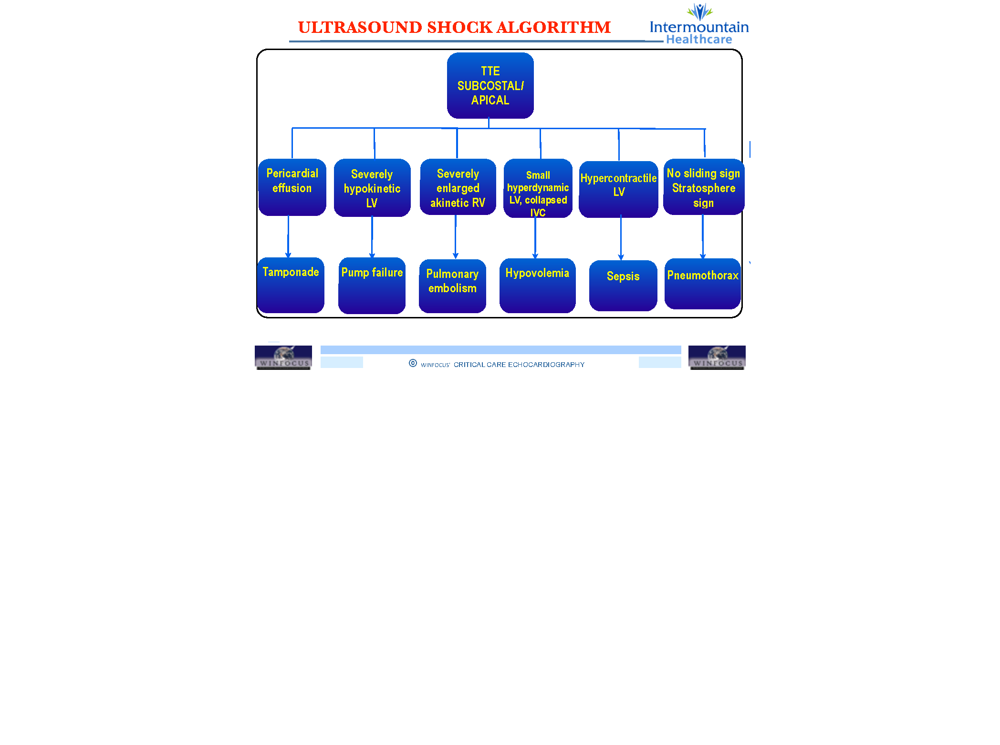 ULTRASOUND SHOCK ALGORITHM
Intermountain
Healthcare
TTE
SUBCOSTAL/
APICAL
Pericardial
effusion
Severely
hypokinetic
LV
Severely
enlarged
akinetic RV
Small
hyperdynamic
LV, collapsed
IVC
Hypercontractile
LV
No sliding sign
Stratosphere
sign
Tamponade
Pump failure
Pulmonary
embolism
Hypovolemia
Sepsis
Pneumothorax
WINFOCUS
© WINFOCUS' CRITICAL CARE ECHOCARDIOGRAPHY
WINFOCUS